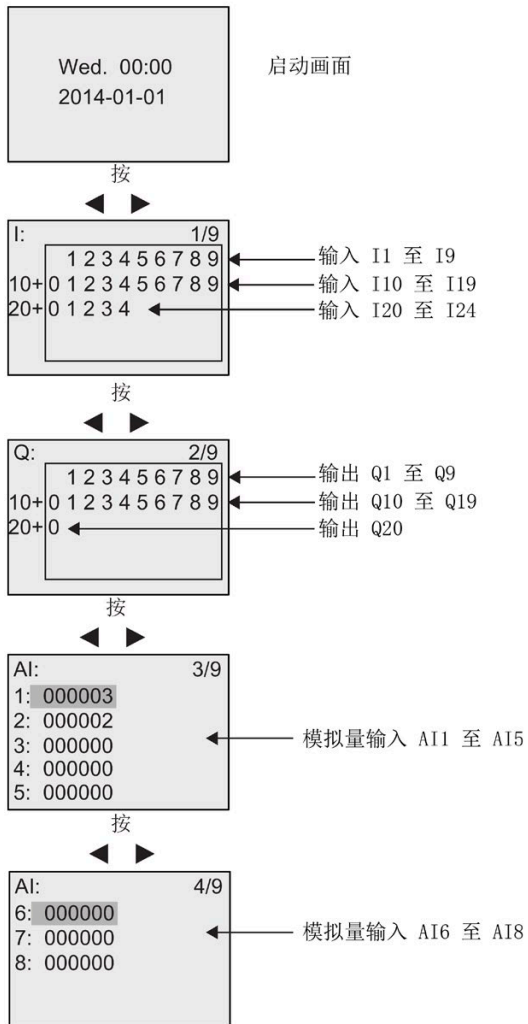 Wed. 00:00 启动画面
2014-01-01
按
I: 1/9
1 2 3 4 5 6 7 8 9 输入 I1 至 I9
10+ 0 1 2 3 4 5 6 7 8 9 输入 I10 至 I19
20+ 0 1 2 3 4 输入 I20 至 I24
按
Q: 2/9
1 2 3 4 5 6 7 8 9 输出 Q1 至 Q9
10+ 0 1 2 3 4 5 6 7 8 9 输出 Q10 至 Q19
20+ 0 输出 Q20
按
AI: 3/9
1: 000003
2: 000002
3: 000000 模拟量输入 AI1 至 AI5
4: 000000
5: 000000
按
AI: 4/9
6: 000000
7: 000000 模拟量输入 AI6 至 AI8
8: 000000